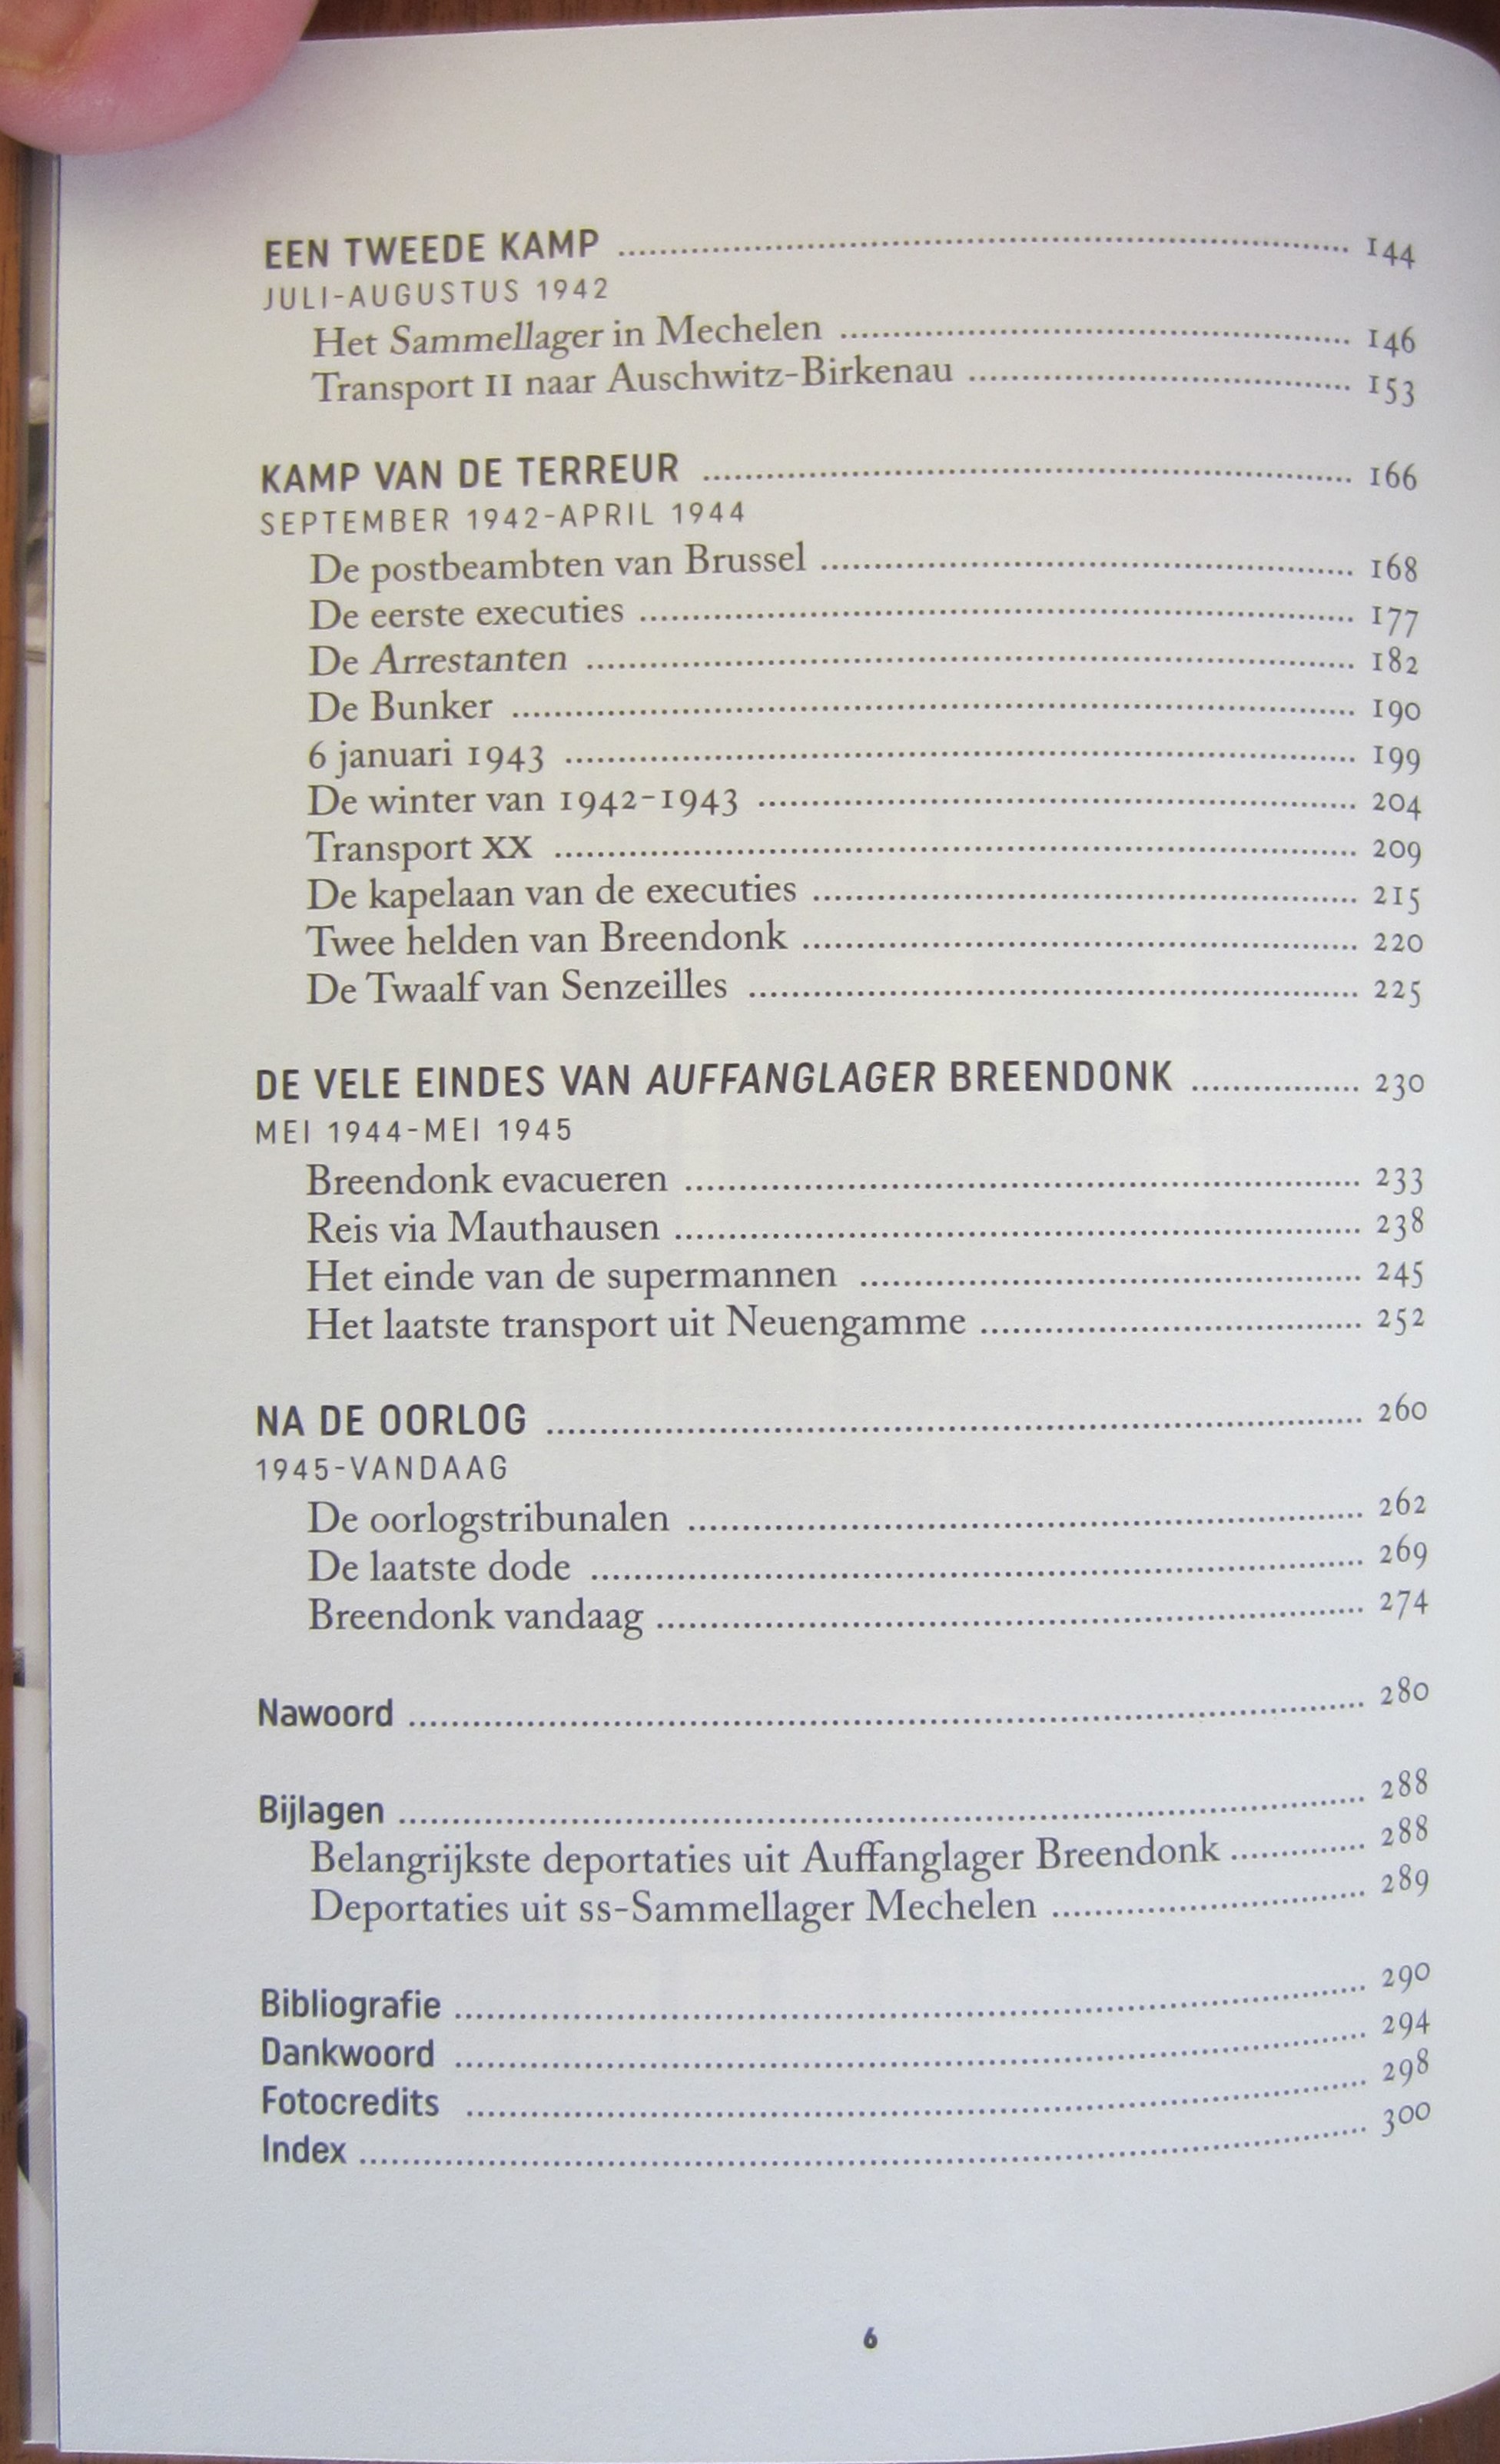 EEN TWEEDE KAMP ........ 144
JULI-AUGUSTUS 1942
Het Sammellager in Mechelen ........ 146
Transport II naar Auschwitz-Birkenau ........ 153
KAMP VAN DE TERREUR ........ 166
SEPTEMBER 1942-APRIL 1944
De postbeambten van Brussel ........ 168
De eerste executies ........ 177
De Arrestanten ........ 182
De Bunker ........ 190
6 januari 1943 ........ 199
De winter van 1942-1943 ........ 204
Transport XX ........ 209
De kapelaan van de executies ........ 215
Twee helden van Breendonk ........ 220
De Twaalf van Senzeilles ........ 225
DE VELE EINDES VAN AUFFANGLAGER BREENDONK ........ 230
MEI 1944-MEI 1945
Breendonk evacueren ........ 233
Reis via Mauthausen ........ 238
Het einde van de supermannen ........ 245
Het laatste transport uit Neuengamme ........ 252
NA DE OORLOG ........ 260
1945-VANDAAG
De oorlogstribunalen ........ 262
De laatste dode ........ 269
Breendonk vandaag ........ 274
Nawoord ........ 280
Bijlagen ........ 288
Belangrijkste deportaties uit Auffanglager Breendonk ........ 288
Deportaties uit ss-Sammellager Mechelen ........ 289
Bibliografie ........ 290
Dankwoord ........ 294
Fotocredits ........ 298
Index ........ 300
6